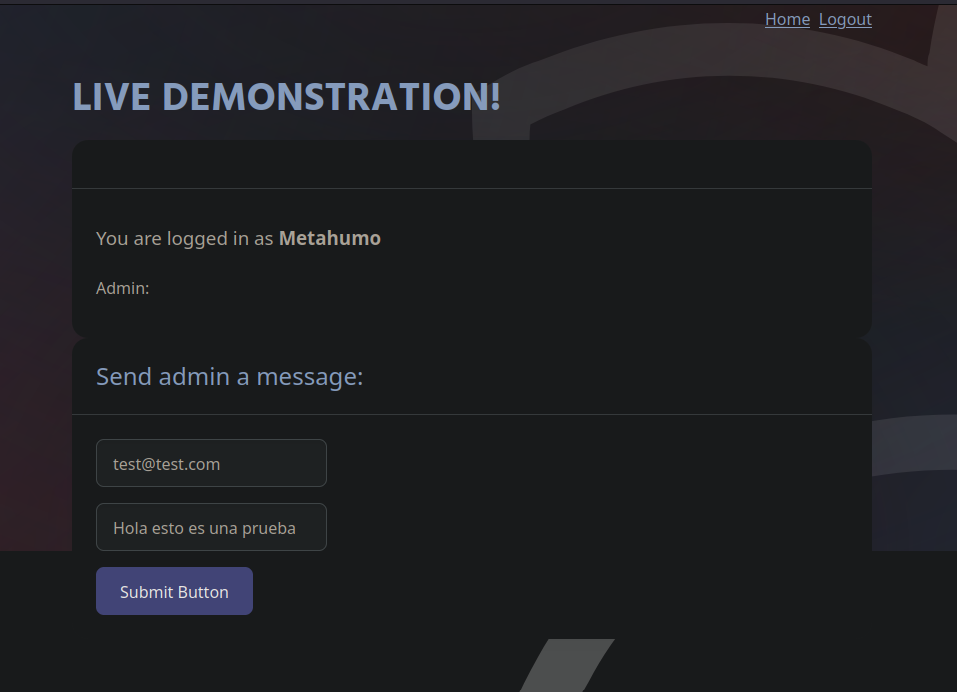 Home Logout
LIVE DEMONSTRATION!
You are logged in as Metahumo
Admin:
Send admin a message:
test@test.com
Hola esto es una prueba
Submit Button